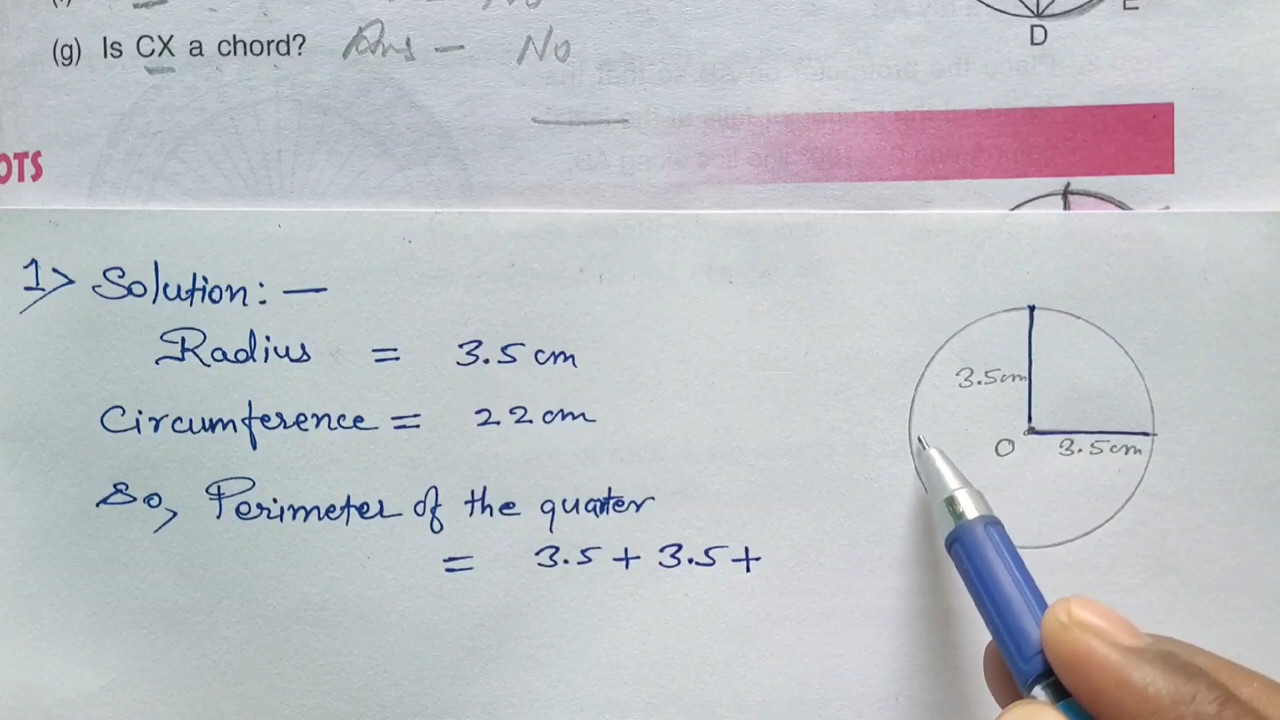 No
E
D
(g) Is CX a chord? Ans - No
OTS
1> Solution: —
Radius = 3.5 cm
Circumference = 22 cm
So, Perimeter of the quater
= 3.5 + 3.5 +
3.5cm
O 3.5cm